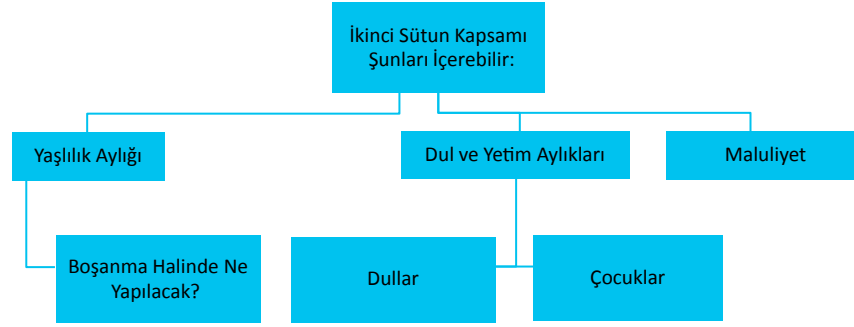 İkinci Sütun Kapsamı
Şunları İçerebilir:
Yaşlılık Aylığı
Dul ve Yetim Aylıkları
Maluliyet
Boşanma Halinde Ne
Yapılacak?
Dullar
Çocuklar